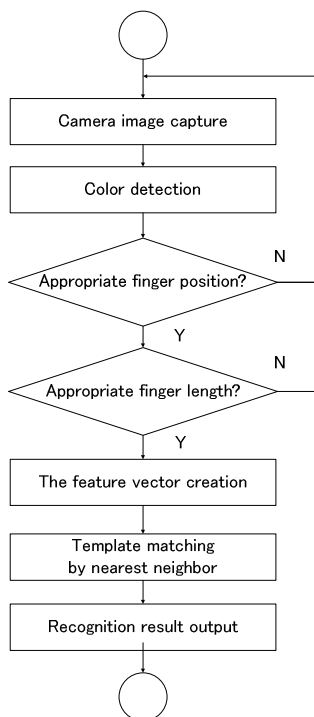 Camera image capture
Color detection
Appropriate finger position?
N
Y
Appropriate finger length?
N
Y
The feature vector creation
Template matching
by nearest neighbor
Recognition result output